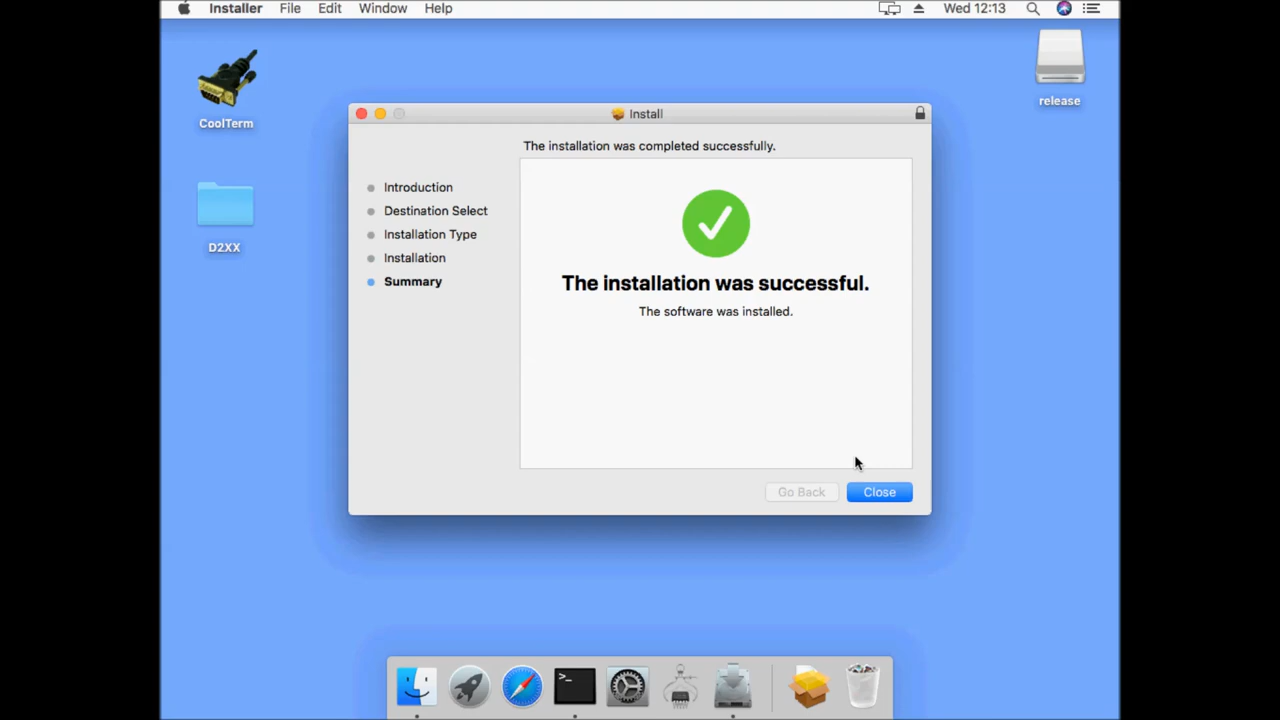 Installer File Edit Window Help Wed 12:13
CoolTerm
release
D2XX
Install
The installation was completed successfully.
Introduction
Destination Select
Installation Type
Installation
Summary
The installation was successful.
The software was installed.
Go Back Close
>_